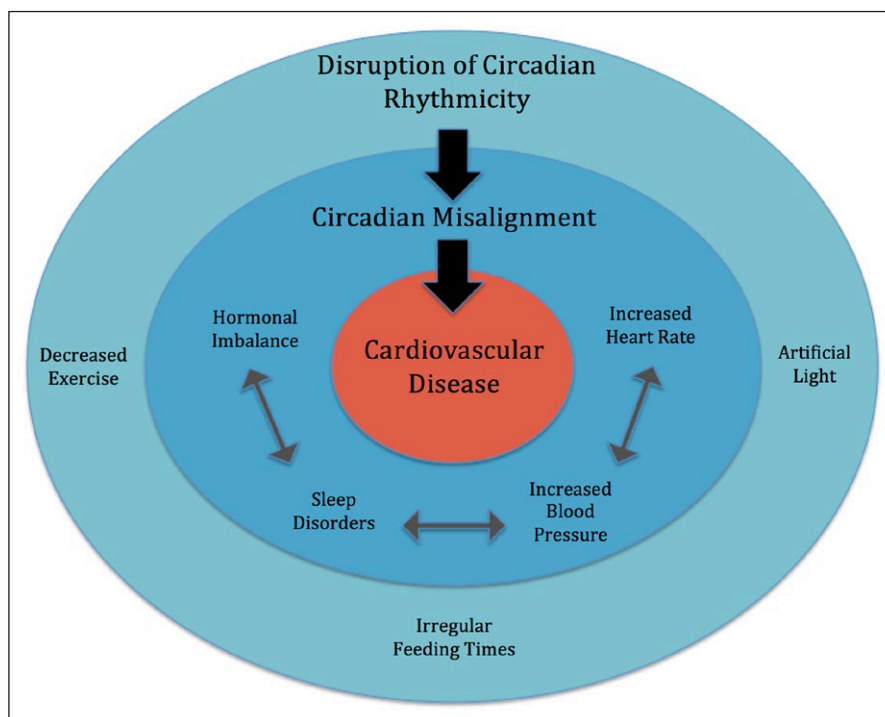 Disruption of Circadian
Rhythmicity
Circadian Misalignment
Hormonal
Imbalance
Increased
Heart Rate
Decreased
Exercise
Cardiovascular
Disease
Artificial
Light
Sleep
Disorders
Increased
Blood
Pressure
Irregular
Feeding Times